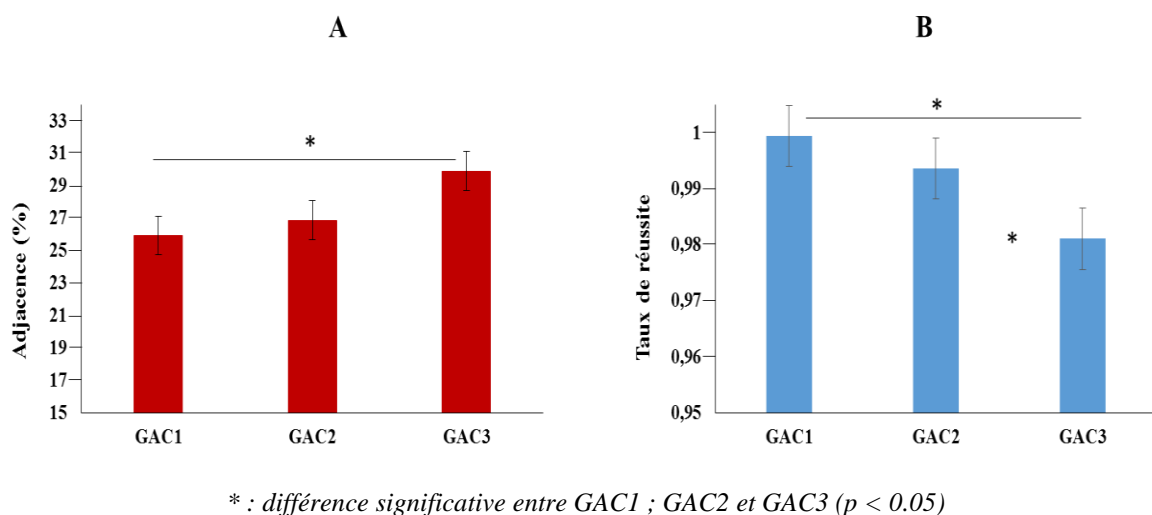 A
Adjacence (%)
33
31
29
27
25
23
21
19
17
15
*
GAC1 GAC2 GAC3
B
Taux de réussite
1
0,99
0,98
0,97
0,96
0,95
*
*
GAC1 GAC2 GAC3
* : différence significative entre GAC1 ; GAC2 et GAC3 (p < 0.05)